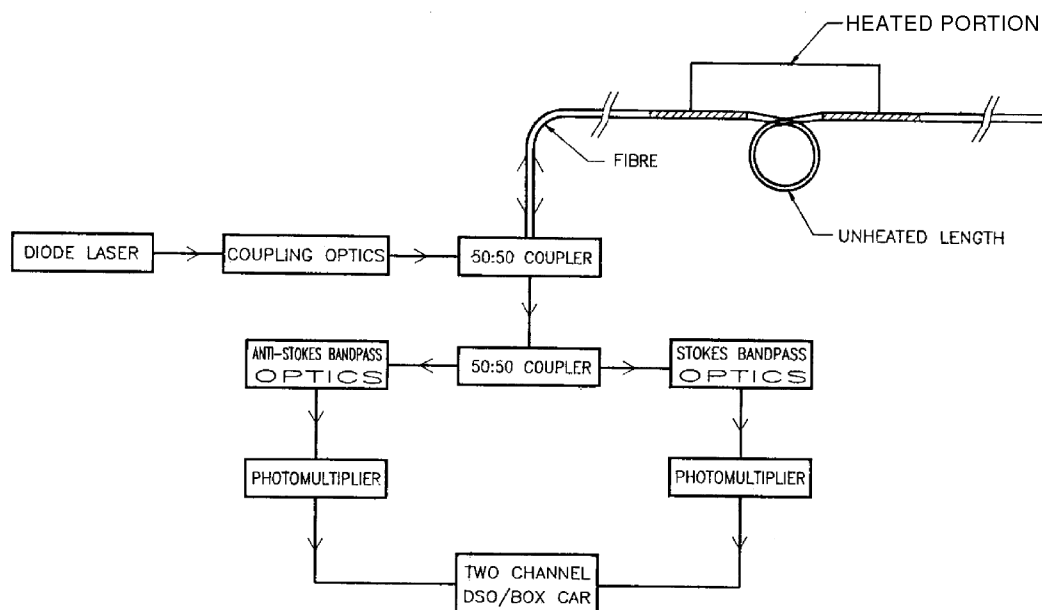 HEATED PORTION
FIBRE
UNHEATED LENGTH
DIODE LASER
COUPLING OPTICS
50:50 COUPLER
ANTI-STOKES BANDPASS
OPTICS
50:50 COUPLER
STOKES BANDPASS
OPTICS
PHOTOMULTIPLIER
PHOTOMULTIPLIER
TWO CHANNEL
DSO/BOX CAR